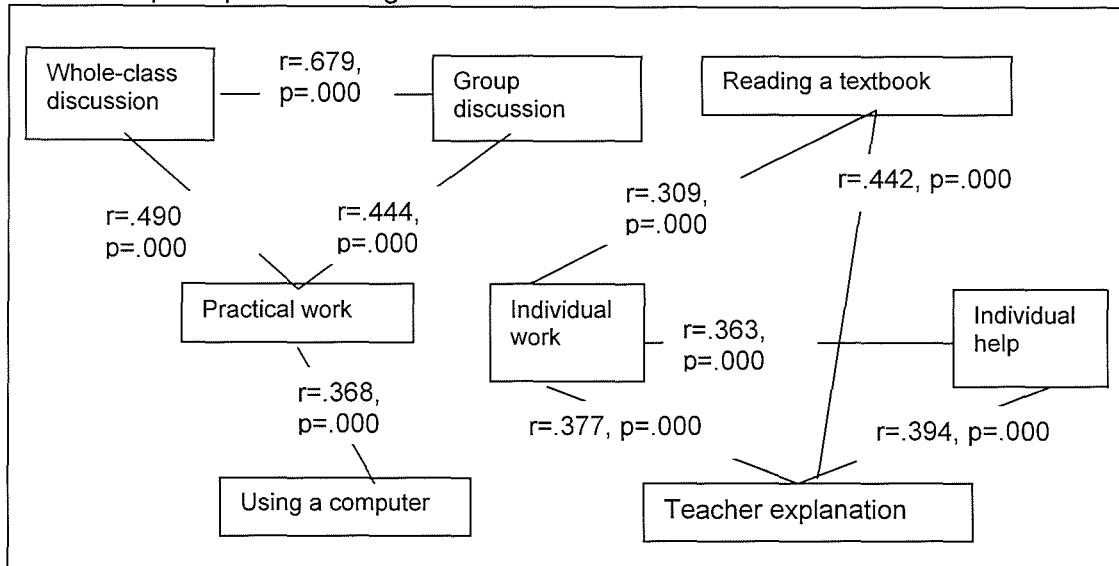 Whole-class
discussion
r=.679,
p=.000
Group
discussion
Reading a textbook
r=.490
p=.000
r=.444,
p=.000
r=.309,
p=.000
r=.442, p=.000
Practical work
Individual
work
r=.363,
p=.000
Individual
help
r=.368,
p=.000
r=.377, p=.000
r=.394, p=.000
Using a computer
Teacher explanation